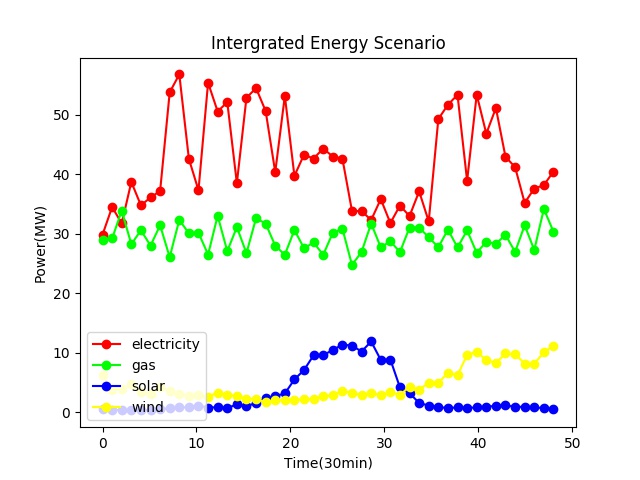 Intergrated Energy Scenario
Power(MW)
50
40
30
20
10
0
electricity
gas
solar
wind
0 10 20 30 40 50
Time(30min)